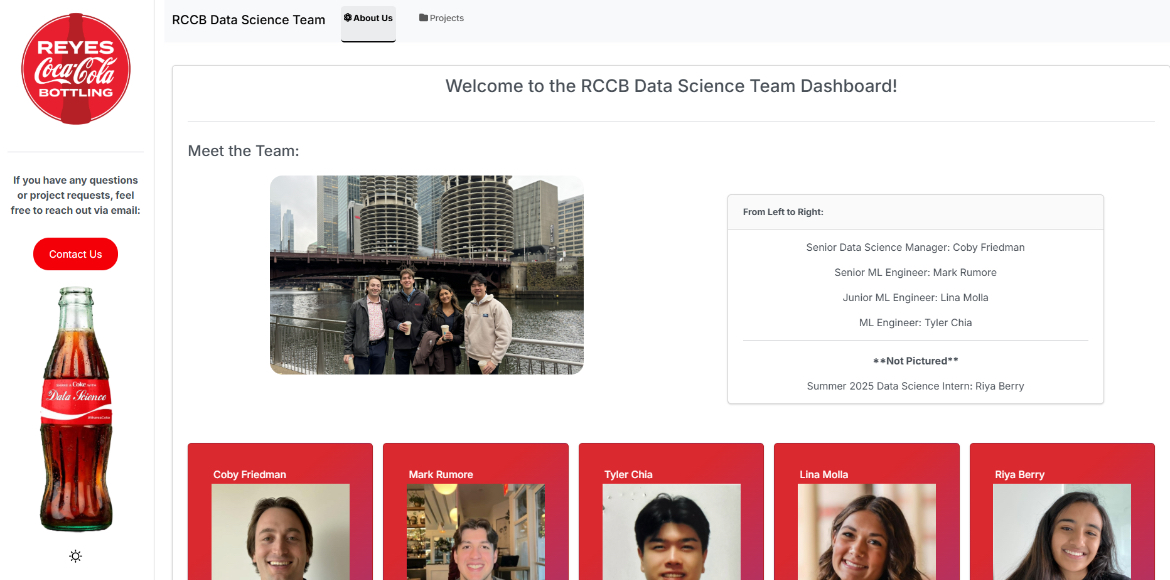 REYES
Coca-Cola
BOTTLING
If you have any questions
or project requests, feel
free to reach out via email:
Contact Us
Data Science
RCCB Data Science Team
About Us
Projects
Welcome to the RCCB Data Science Team Dashboard!
Meet the Team:
From Left to Right:
Senior Data Science Manager: Coby Friedman
Senior ML Engineer: Mark Rumore
Junior ML Engineer: Lina Molla
ML Engineer: Tyler Chia
**Not Pictured**
Summer 2025 Data Science Intern: Riya Berry
Coby Friedman
Mark Rumore
Tyler Chia
Lina Molla
Riya Berry